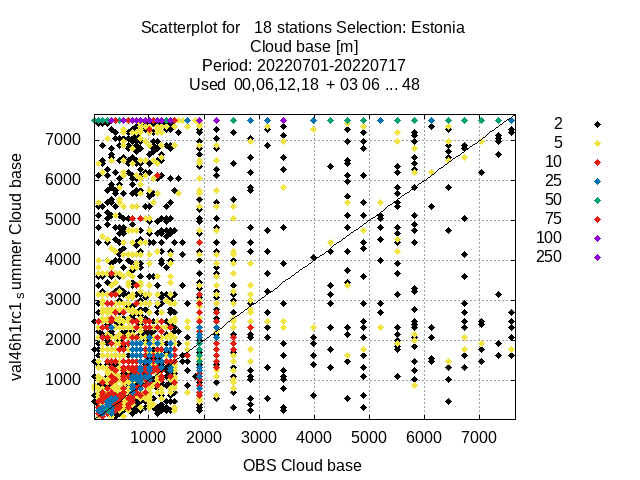 Scatterplot for   18 stations Selection: Estonia
Cloud base [m]
Period: 20220701-20220717
Used  00,06,12,18  + 03 06 ... 48
val46h1rc1 s ummer Cloud base
7000
6000
5000
4000
3000
2000
1000
1000 2000 3000 4000 5000 6000 7000
OBS Cloud base
2
5
10
25
50
75
100
250